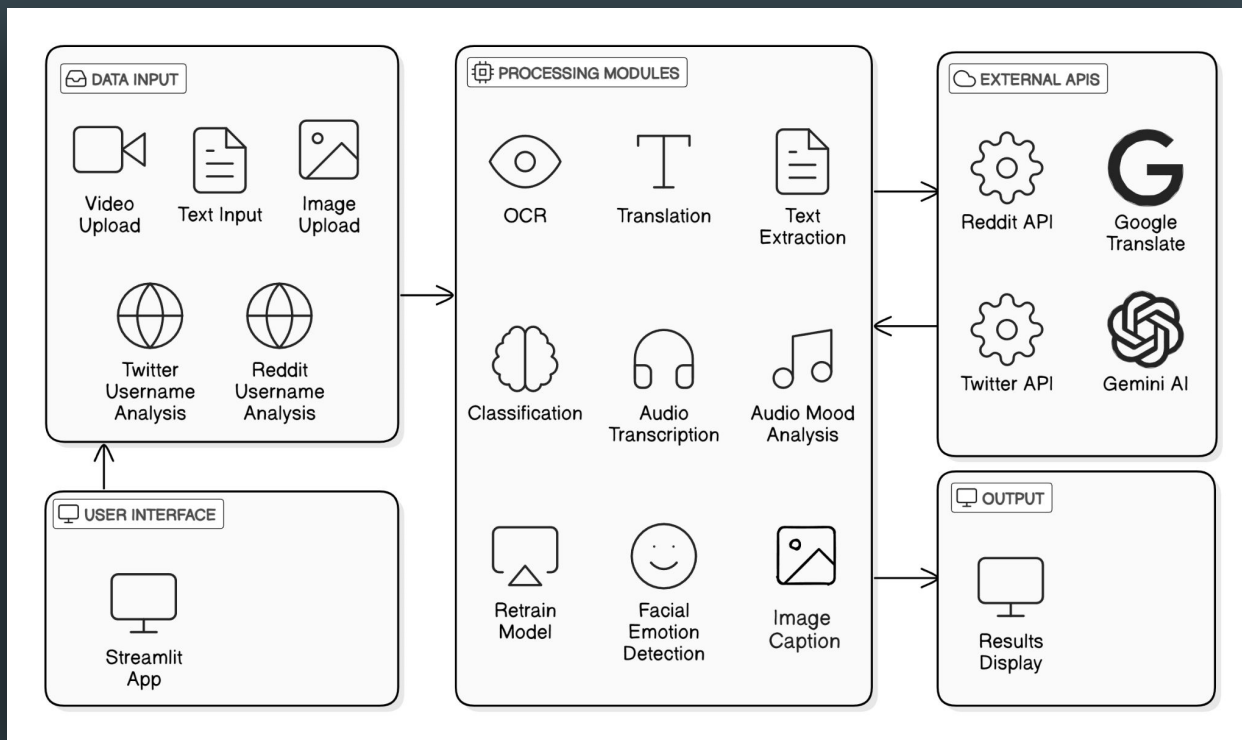 DATA INPUT
Video
Upload
Text Input
Image
Upload
Twitter
Username
Analysis
Reddit
Username
Analysis
USER INTERFACE
Streamlit
App
PROCESSING MODULES
OCR
Translation
Text
Extraction
Classification
Audio
Transcription
Audio Mood
Analysis
Retrain
Model
Facial
Emotion
Detection
Image
Caption
EXTERNAL APIS
Reddit API
Google
Translate
Twitter API
Gemini AI
OUTPUT
Results
Display